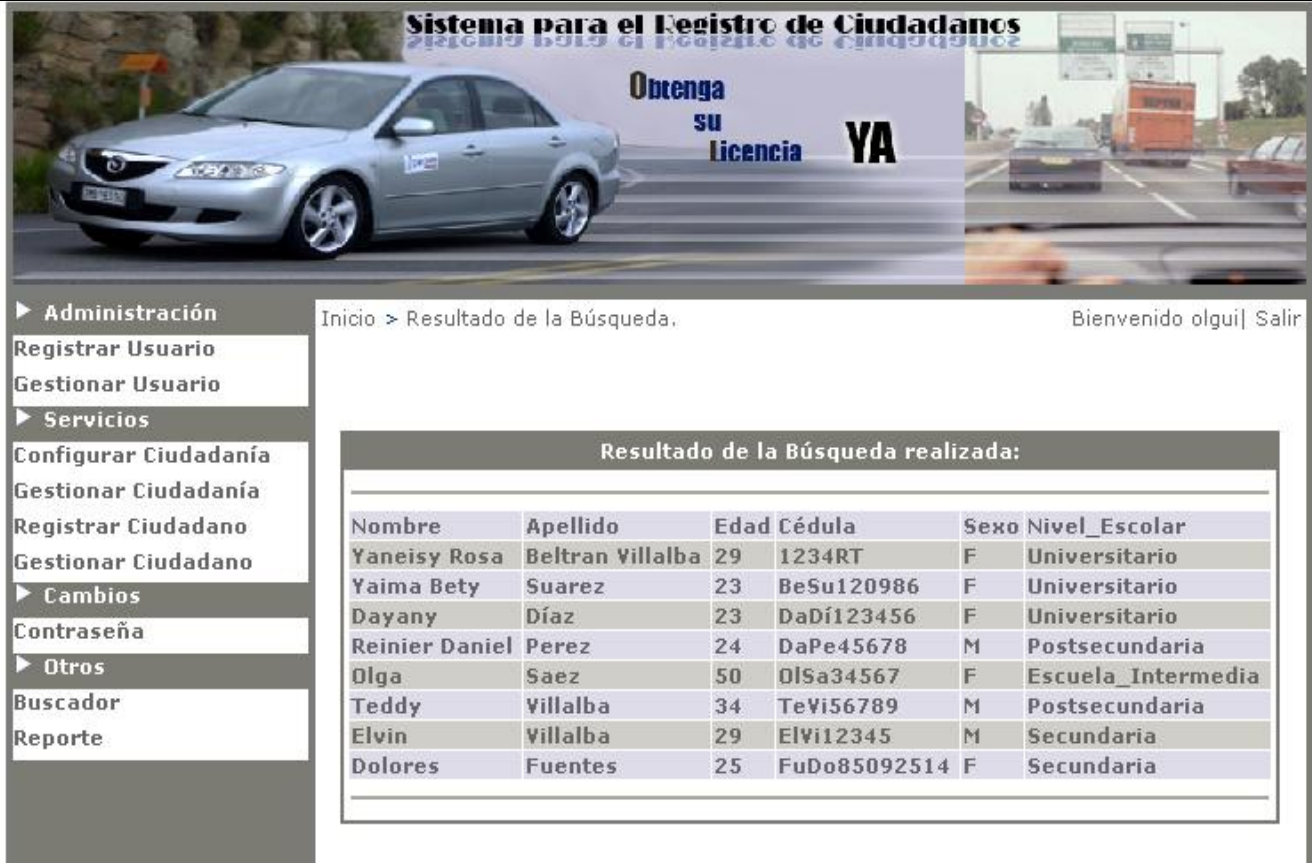 Sistema para el Registro de Ciudadanos
Obtenga
su
Licencia
YA
Administración
Registrar Usuario
Gestionar Usuario
Servicios
Configurar Ciudadanía
Gestionar Ciudadanía
Registrar Ciudadano
Gestionar Ciudadano
Cambios
Contraseña
Otros
Buscador
Reporte
Inicio > Resultado de la Búsqueda.
Bienvenido olgui| Salir
Resultado de la Búsqueda realizada:
Nombre Apellido Edad Cédula Sexo Nivel_Escolar
Yaneisy Rosa Beltran Villalba 29 1234RT F Universitario
Yaima Bety Suarez 23 BeSu120986 F Universitario
Dayany Díaz 23 DaDí123456 F Universitario
Reinier Daniel Perez 24 DaPe45678 M Postsecundaria
Olga Saez 50 OlSa34567 F Escuela_Intermedia
Teddy Villalba 34 TeVi56789 M Postsecundaria
Elvin Villalba 29 ElVi12345 M Secundaria
Dolores Fuentes 25 FuDo85092514 F Secundaria